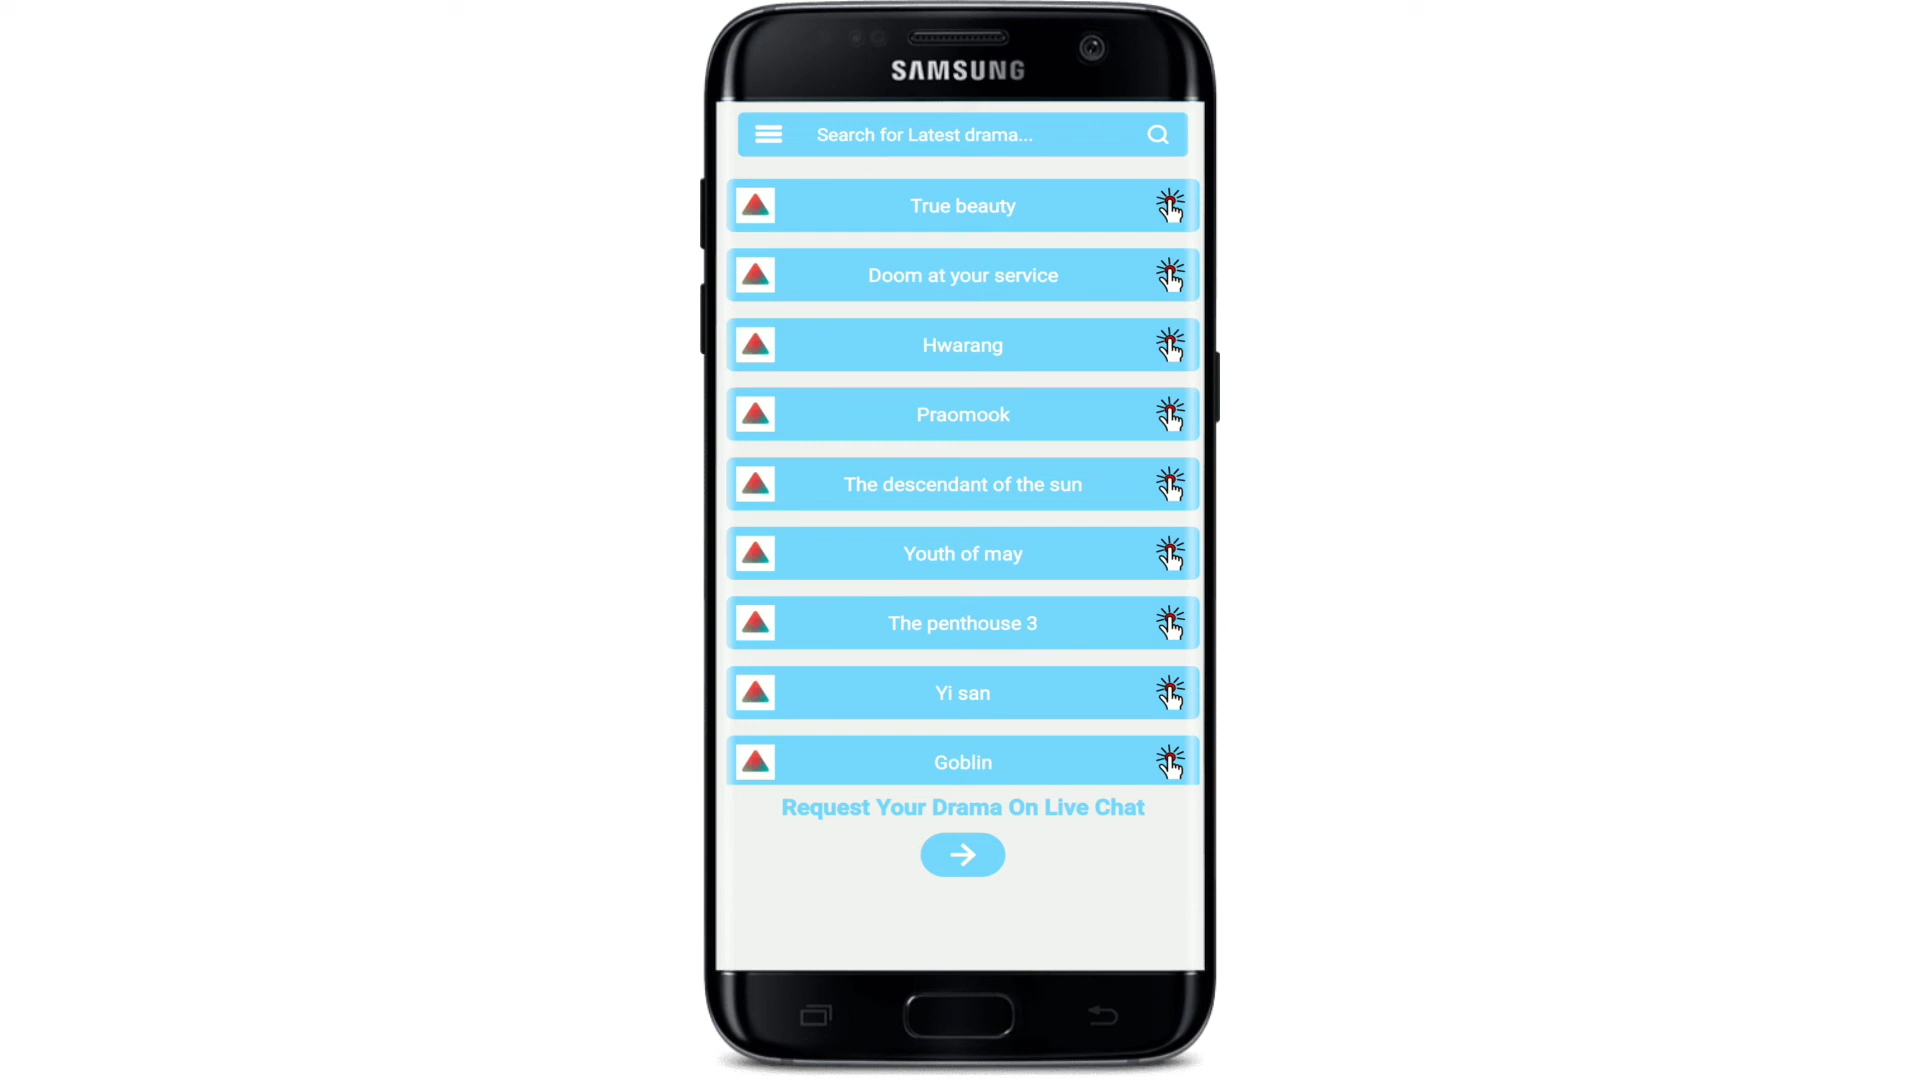 SAMSUNG
Search for Latest drama...
True beauty
Doom at your service
Hwarang
Praomook
The descendant of the sun
Youth of may
The penthouse 3
Yi san
Goblin
Request Your Drama On Live Chat